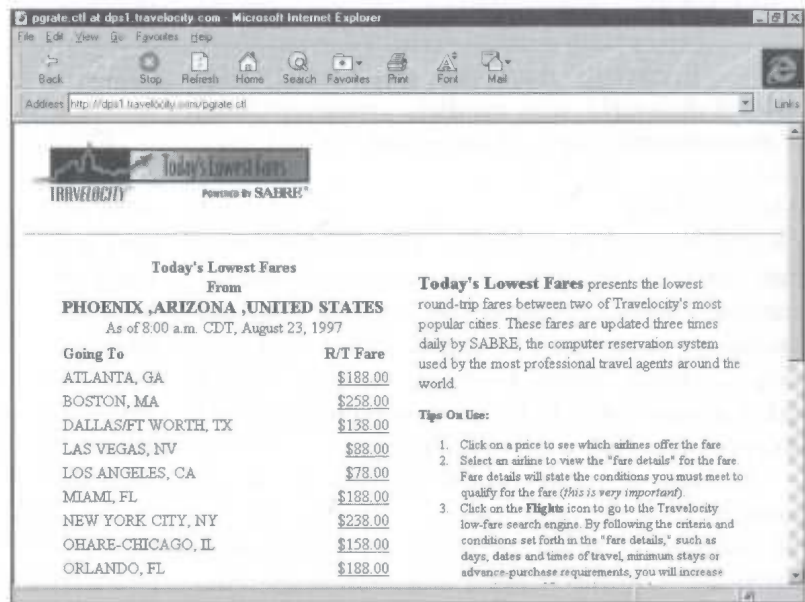 pgrate.ctl at dps1.travelocity.com - Microsoft Internet Explorer
File Edit View Go Favorites Help
Back Stop Refresh Home Search Favorites Print Font Mail
Address http://dps1.travelocity.com/pgrate.ctl Links
Today's Lowest Fares
TRAVELOCITY POWERED BY SABRE
Today's Lowest Fares
From
PHOENIX ,ARIZONA ,UNITED STATES
As of 8:00 a.m. CDT, August 23, 1997
Going To R/T Fare
ATLANTA, GA $188.00
BOSTON, MA $258.00
DALLAS/FT WORTH, TX $138.00
LAS VEGAS, NV $88.00
LOS ANGELES, CA $78.00
MIAMI, FL $188.00
NEW YORK CITY, NY $238.00
OHARE-CHICAGO, IL $158.00
ORLANDO, FL $188.00
Today's Lowest Fares presents the lowest
round-trip fares between two of Travelocity's most
popular cities. These fares are updated three times
daily by SABRE, the computer reservation system
used by the most professional travel agents around the
world.
Tips On Use:
1. Click on a price to see which airlines offer the fare
2. Select an airline to view the "fare details" for the fare.
Fare details will state the conditions you must meet to
qualify for the fare (this is very important).
3. Click on the Flights icon to go to the Travelocity
low-fare search engine. By following the criteria and
conditions set forth in the "fare details," such as
days, dates and times of travel, minimum stays or
advance-purchase requirements, you will increase